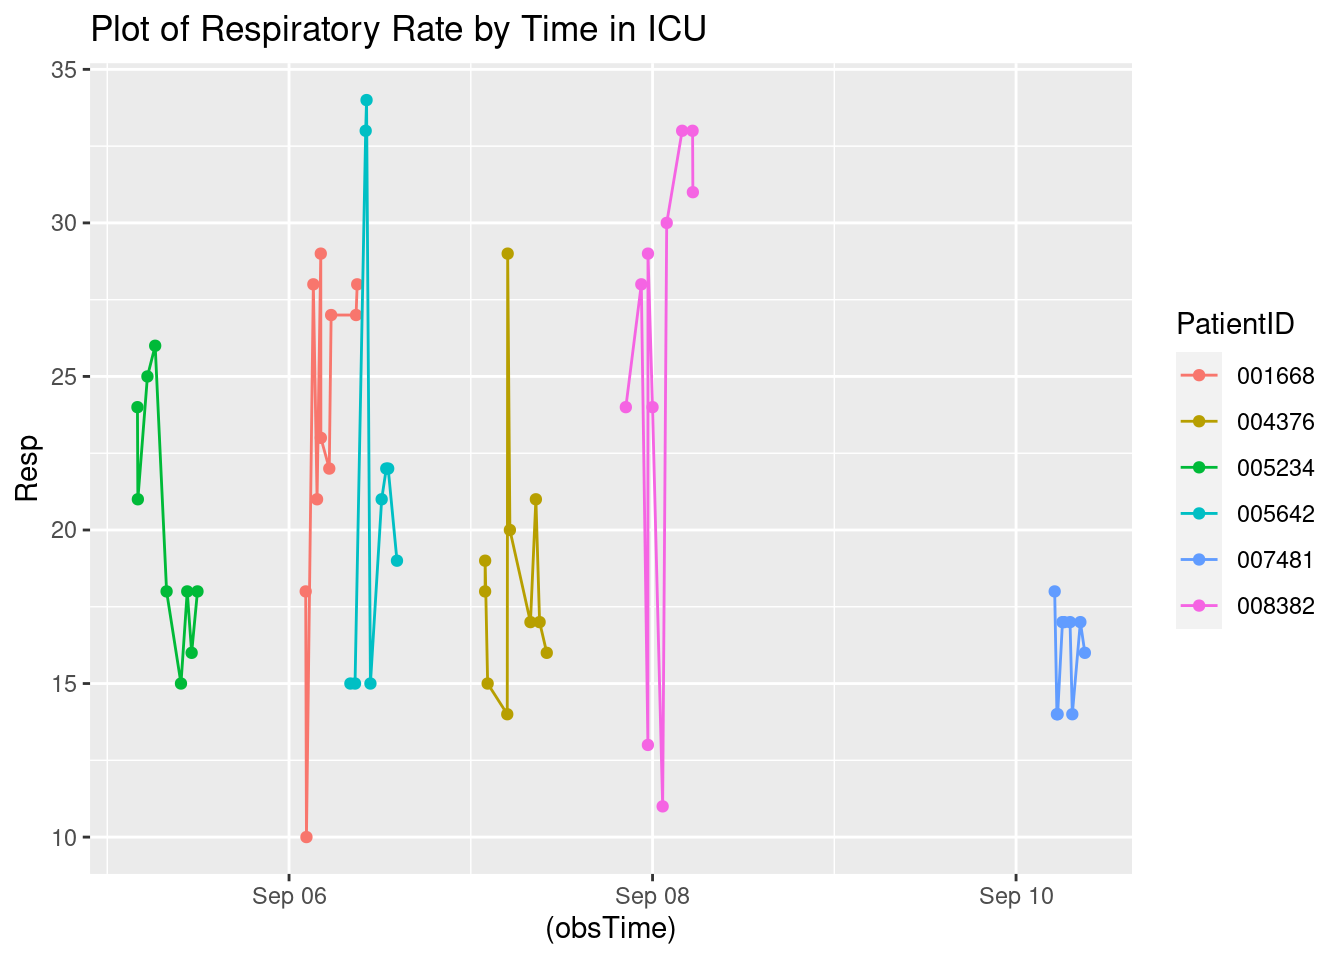 Plot of Respiratory Rate by Time in ICU
35
30
25
20
15
10
Resp
Sep 06
Sep 08
Sep 10
(obsTime)
PatientID
001668
004376
005234
005642
007481
008382